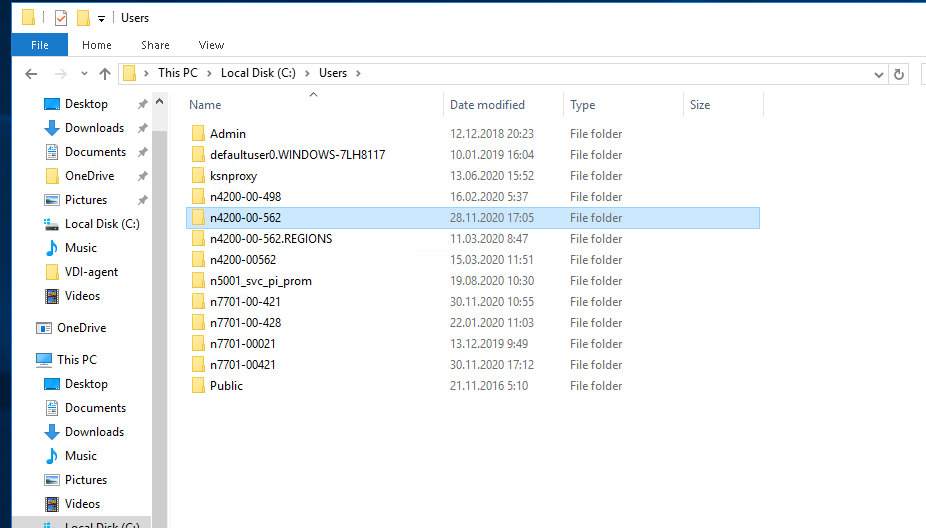 Users
File Home Share View
This PC Local Disk (C:) Users
Name Date modified Type Size
Desktop
Downloads
Documents
OneDrive
Pictures
Local Disk (C:)
Music
VDI-agent
Videos
OneDrive
This PC
Desktop
Documents
Downloads
Music
Pictures
Videos
Local Disk (C:)
Admin 12.12.2018 20:23 File folder
defaultuser0.WINDOWS-7LH8117 10.01.2019 16:04 File folder
ksnproxy 13.06.2020 15:52 File folder
n4200-00-498 16.02.2020 5:37 File folder
n4200-00-562 28.11.2020 17:05 File folder
n4200-00-562.REGIONS 11.03.2020 8:47 File folder
n4200-00562 15.03.2020 11:51 File folder
n5001_svc_pi_prom 19.08.2020 10:30 File folder
n7701-00-421 30.11.2020 10:55 File folder
n7701-00-428 22.01.2020 11:03 File folder
n7701-00021 13.12.2019 9:49 File folder
n7701-00421 30.11.2020 17:12 File folder
Public 21.11.2016 5:10 File folder